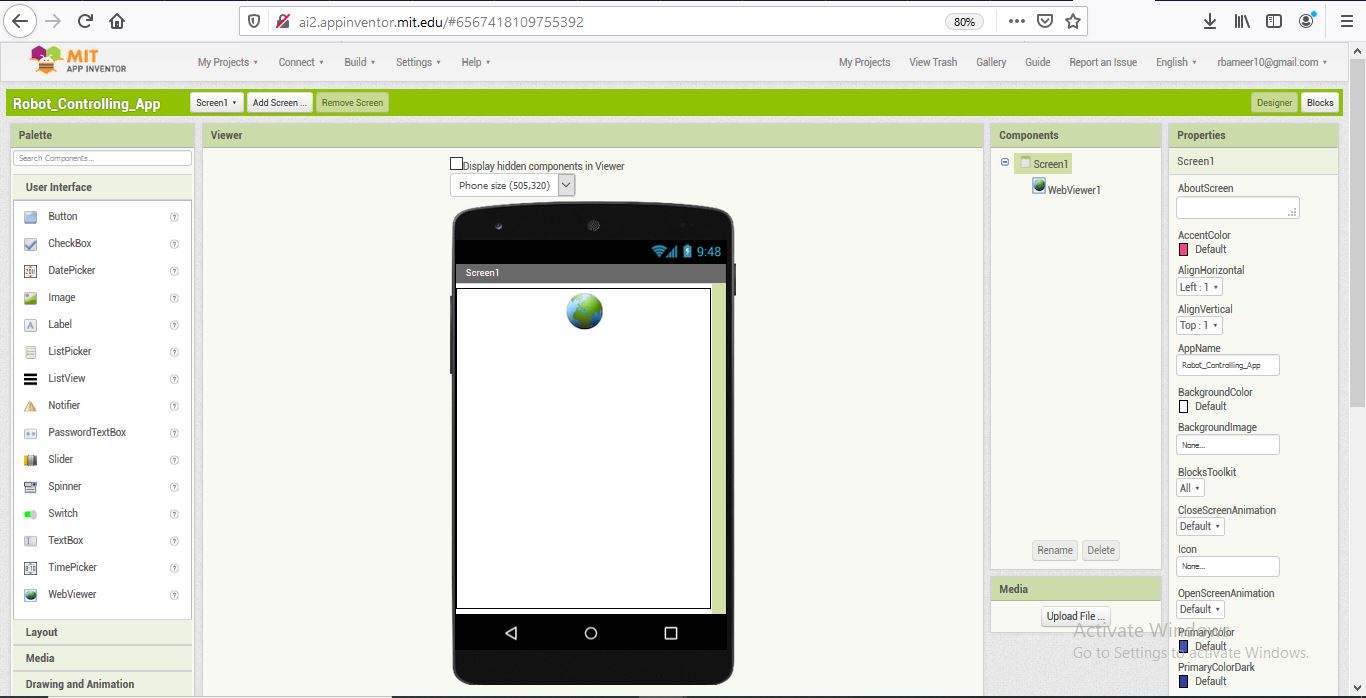 ai2.appinventor.mit.edu/#6567418109755392
80%
MIT
APP INVENTOR
My Projects
Connect
Build
Settings
Help
My Projects
View Trash
Gallery
Guide
Report an Issue
English
rbameer10@gmail.com
Robot_Controlling_App
Screen1
Add Screen ...
Remove Screen
Designer
Blocks
Palette
Search Components...
User Interface
Button
CheckBox
DatePicker
Image
Label
ListPicker
ListView
Notifier
PasswordTextBox
Slider
Spinner
Switch
TextBox
TimePicker
WebViewer
Layout
Media
Drawing and Animation
Viewer
Display hidden components in Viewer
Phone size (505,320)
9:48
Screen1
Components
Screen1
WebViewer1
Rename
Delete
Media
Upload File ...
Properties
Screen1
AboutScreen
AccentColor
Default
AlignHorizontal
Left : 1
AlignVertical
Top : 1
AppName
Robot_Controlling_App
BackgroundColor
Default
BackgroundImage
None...
BlocksToolkit
All
CloseScreenAnimation
Default
Icon
None...
OpenScreenAnimation
Default
PrimaryColor
Default
PrimaryColorDark
Default
Activate Windows
Go to Settings to activate Windows.